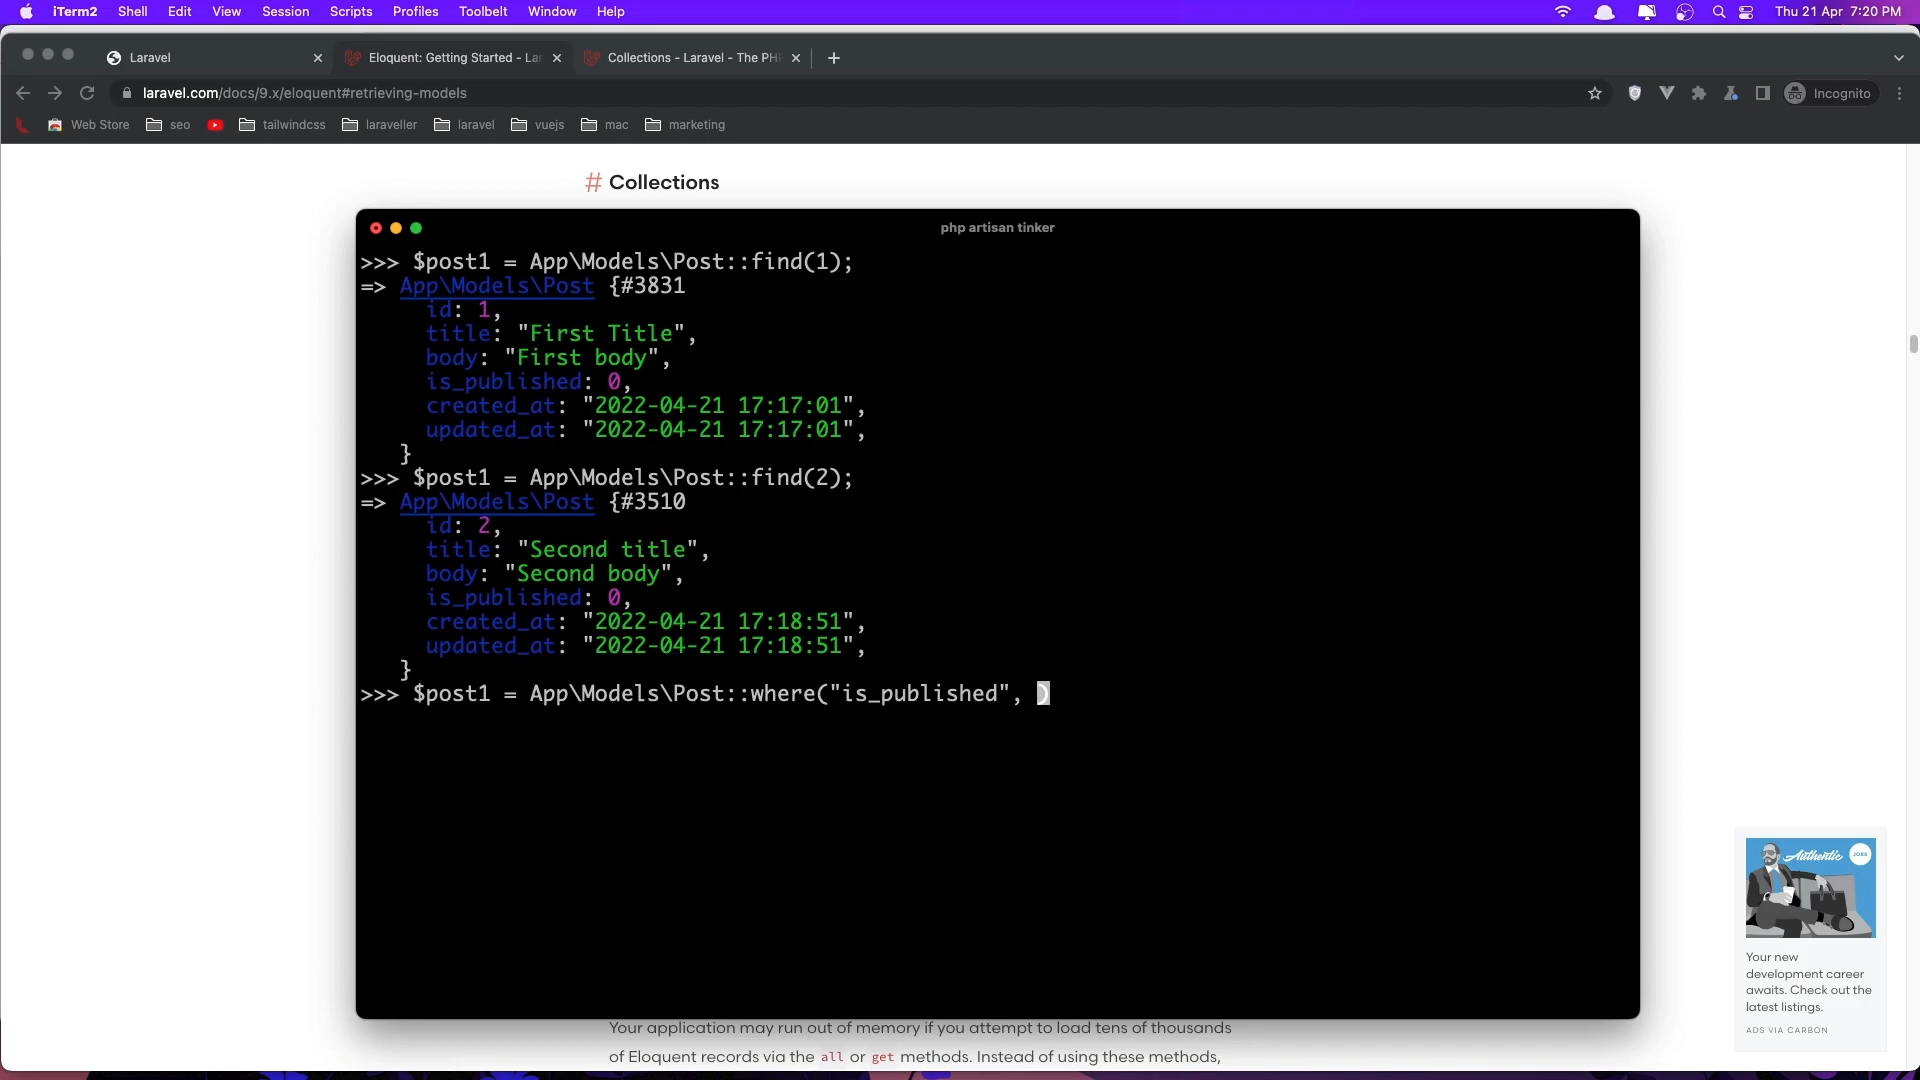 iTerm2 Shell Edit View Session Scripts Profiles Toolbelt Window Help Thu 21 Apr 7:20 PM
Laravel Eloquent: Getting Started - La Collections - Laravel - The PH
laravel.com/docs/9.x/eloquent#retrieving-models Incognito
Web Store seo tailwindcss laraveller laravel vuejs mac marketing
# Collections
php artisan tinker
>>> $post1 = App\Models\Post::find(1);
=> App\Models\Post {#3831
id: 1,
title: "First Title",
body: "First body",
is_published: 0,
created_at: "2022-04-21 17:17:01",
updated_at: "2022-04-21 17:17:01",
}
>>> $post1 = App\Models\Post::find(2);
=> App\Models\Post {#3510
id: 2,
title: "Second title",
body: "Second body",
is_published: 0,
created_at: "2022-04-21 17:18:51",
updated_at: "2022-04-21 17:18:51",
}
>>> $post1 = App\Models\Post::where("is_published", )
Authentic JOBS
Your new
development career
awaits. Check out the
latest listings.
ADS VIA CARBON
Your application may run out of memory if you attempt to load tens of thousands
of Eloquent records via the all or get methods. Instead of using these methods,